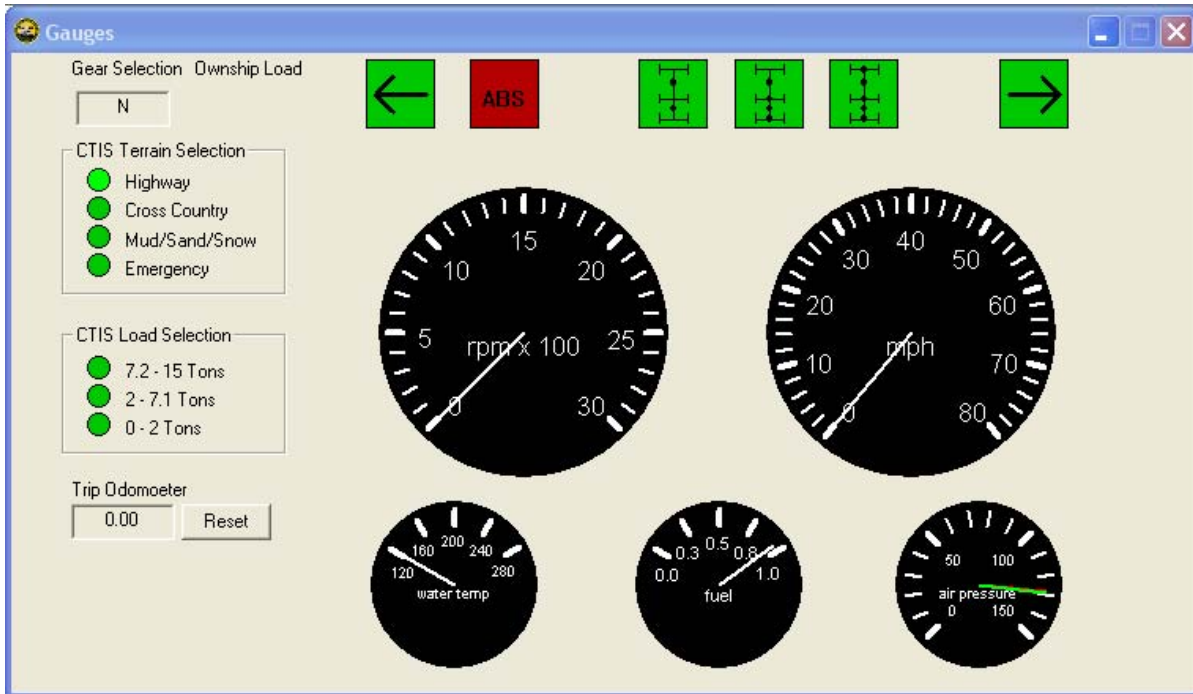 Gauges
Gear Selection Ownship Load
N
ABS
CTIS Terrain Selection
Highway
Cross Country
Mud/Sand/Snow
Emergency
CTIS Load Selection
7.2 - 15 Tons
2 - 7.1 Tons
0 - 2 Tons
Trip Odomoeter
0.00 Reset
0 5 10 15 20 25 30
rpm x 100
0 10 20 30 40 50 60 70 80
mph
120 160 200 240 280
water temp
0.0 0.3 0.5 0.8 1.0
fuel
0 50 100 150
air pressure